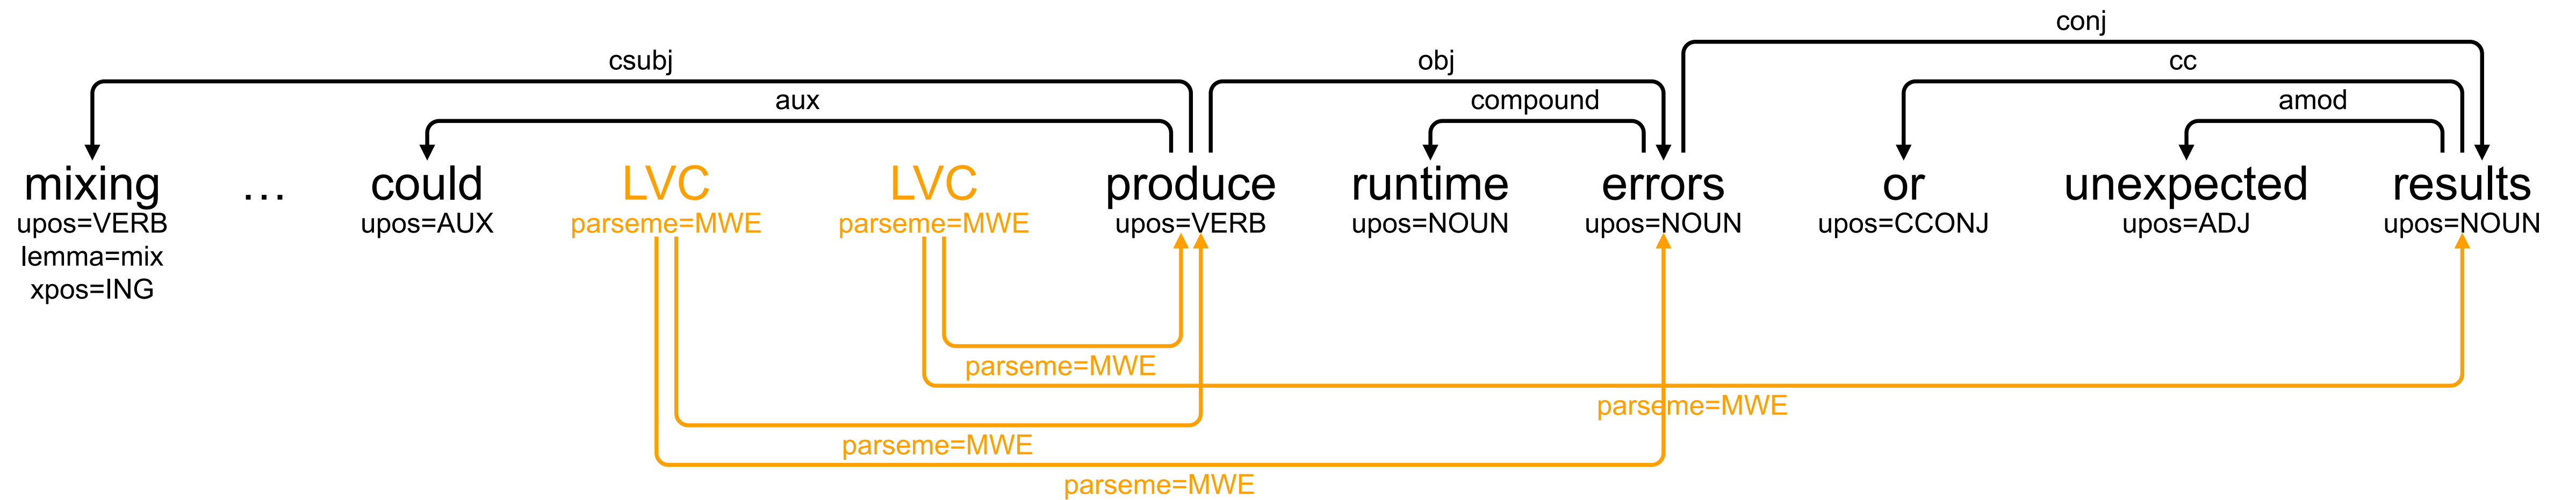 conj
csubj
obj
cc
aux
compound
amod
mixing … could LVC LVC produce runtime errors or unexpected results
upos=VERB upos=AUX parseme=MWE parseme=MWE upos=VERB upos=NOUN upos=NOUN upos=CCONJ upos=ADJ upos=NOUN
lemma=mix
xpos=ING
parseme=MWE
parseme=MWE
parseme=MWE
parseme=MWE